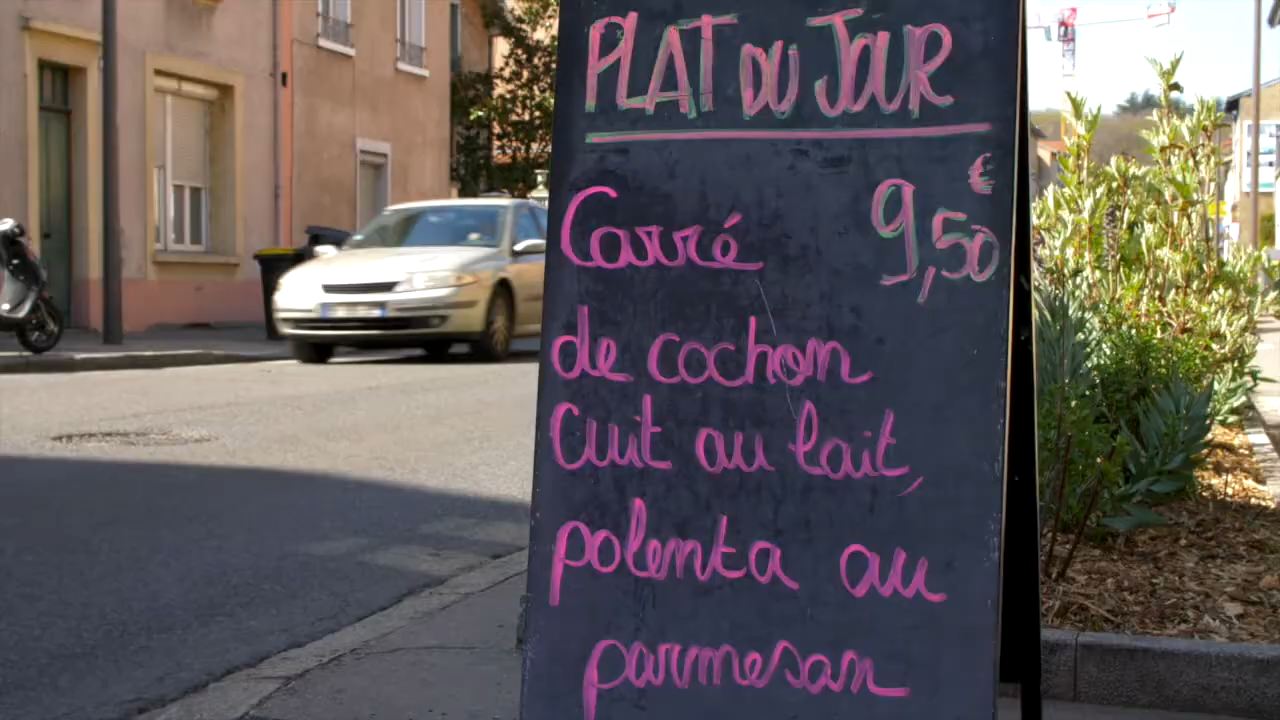 PLAT DU JOUR
Carré 9,50 €
de cochon
Cuit au lait,
polenta au
parmesan